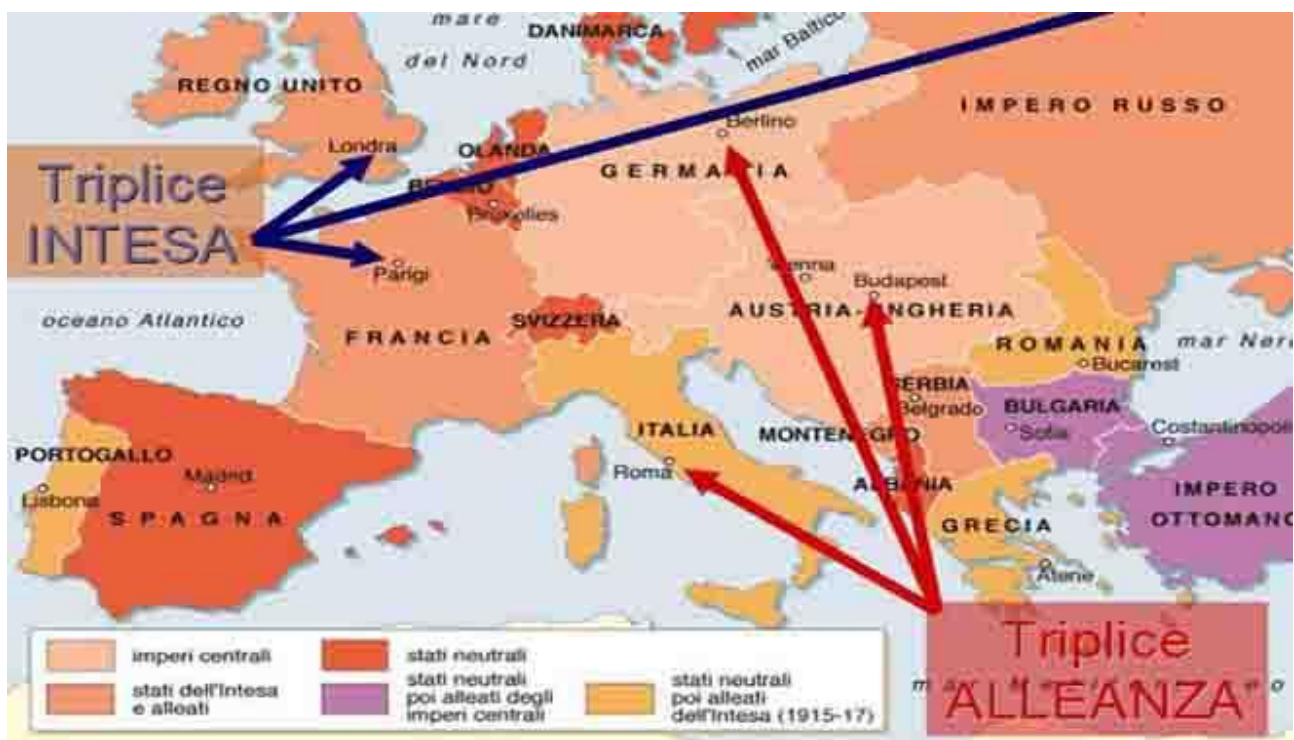 mare
del Nord
DANIMARCA
mar Baltico
REGNO UNITO
IMPERO RUSSO
Londra
Berlino
OLANDA
GERMANIA
Triplice
INTESA
BELGIO
Bruxelles
Parigi
Vienna
Budapest
AUSTRIA-UNGHERIA
oceano Atlantico
SVIZZERA
FRANCIA
ROMANIA
mar Nero
Bucarest
SERBIA
Belgrado
BULGARIA
Sofia
Costantinopoli
PORTOGALLO
Lisbona
Madrid
SPAGNA
ITALIA
Roma
MONTENEGRO
ALBANIA
GRECIA
Atene
IMPERO
OTTOMANO
Triplice
ALLEANZA
imperi centrali
stati dell'Intesa
e alleati
stati neutrali
stati neutrali
poi alleati degli
imperi centrali
stati neutrali
poi alleati
dell'Intesa (1915-17)